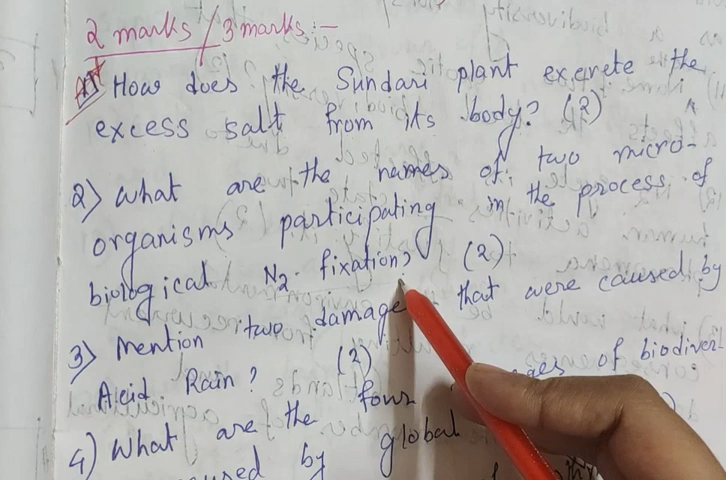 2 marks / 3 marks :-
1) How does the Sundari plant excrete the
excess salt from its body? (2)
2) What are the names of two micro-
organisms participating in the process of
biological N2 fixation? (2)
3) Mention two damage that were caused by
Acid Rain? (2)
4) What are the four of biodiver-
by global